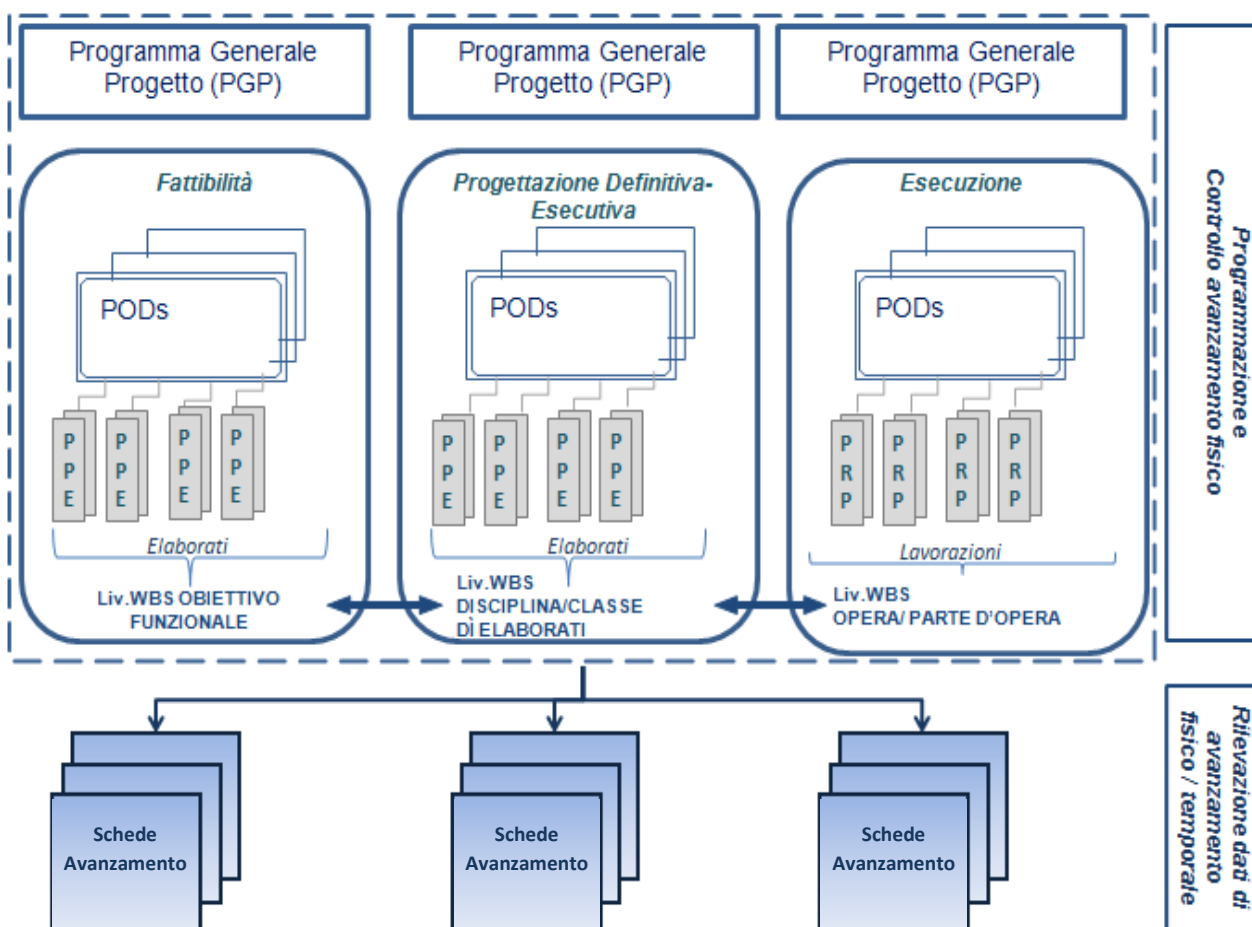 Programma Generale
Progetto (PGP)
Programma Generale
Progetto (PGP)
Programma Generale
Progetto (PGP)
Fattibilità
PODs
P
P
E
P
P
E
P
P
E
P
P
E
Elaborati
Liv.WBS OBIETTIVO
FUNZIONALE
Progettazione Definitiva-
Esecutiva
PODs
P
P
E
P
P
E
P
P
E
P
P
E
Elaborati
Liv.WBS
DISCIPLINA/CLASSE
DÌ ELABORATI
Esecuzione
PODs
P
R
P
P
R
P
P
R
P
P
R
P
Lavorazioni
Liv.WBS
OPERA/ PARTE D'OPERA
Programmazione e
Controllo avanzamento fisico
Schede
Avanzamento
Schede
Avanzamento
Schede
Avanzamento
Rilevazione dati di
avanzamento
fisico / temporale